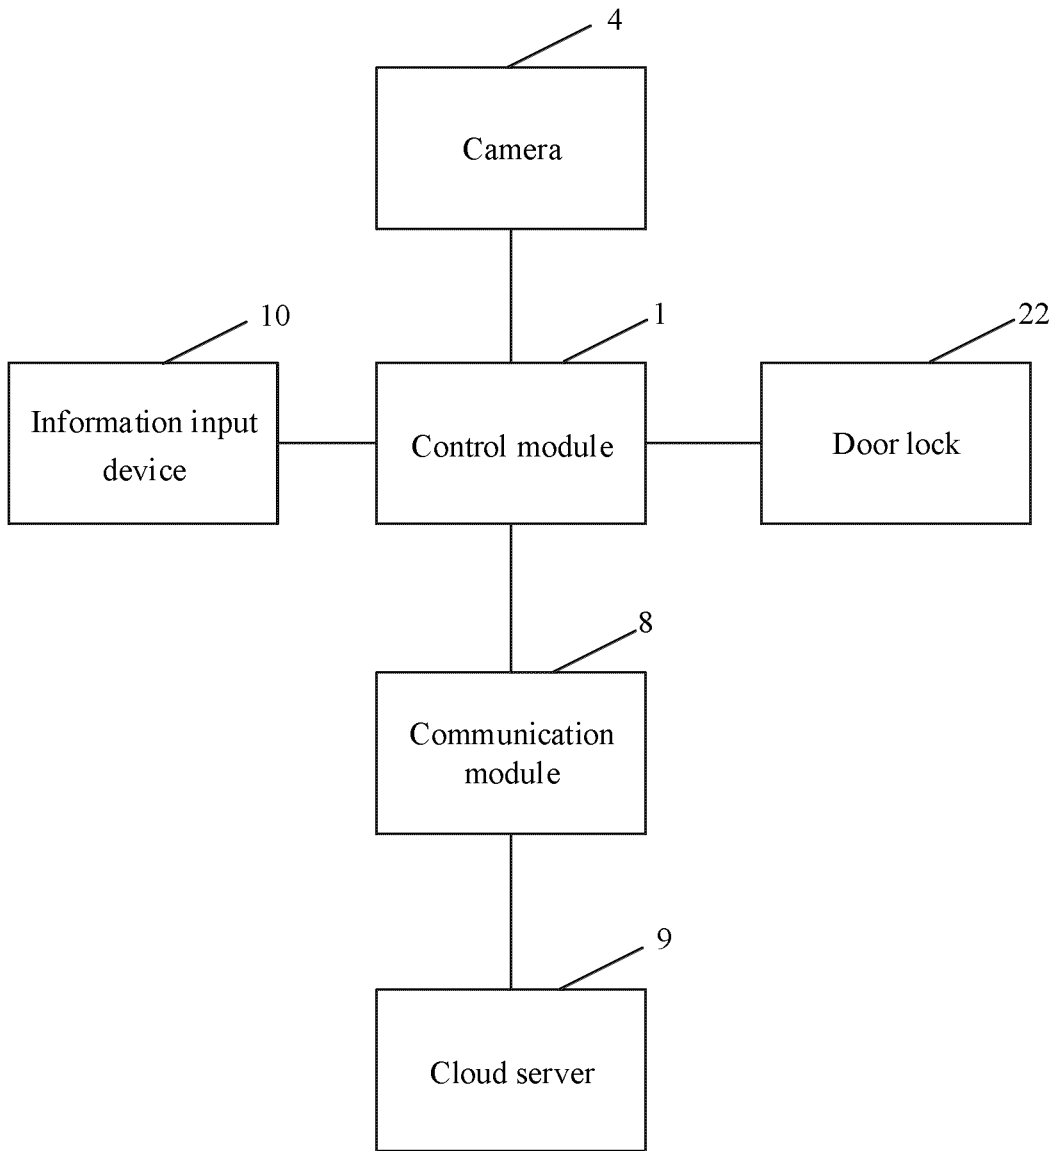 4
Camera
10
1
22
Information input
device
Control module
Door lock
8
Communication
module
9
Cloud server